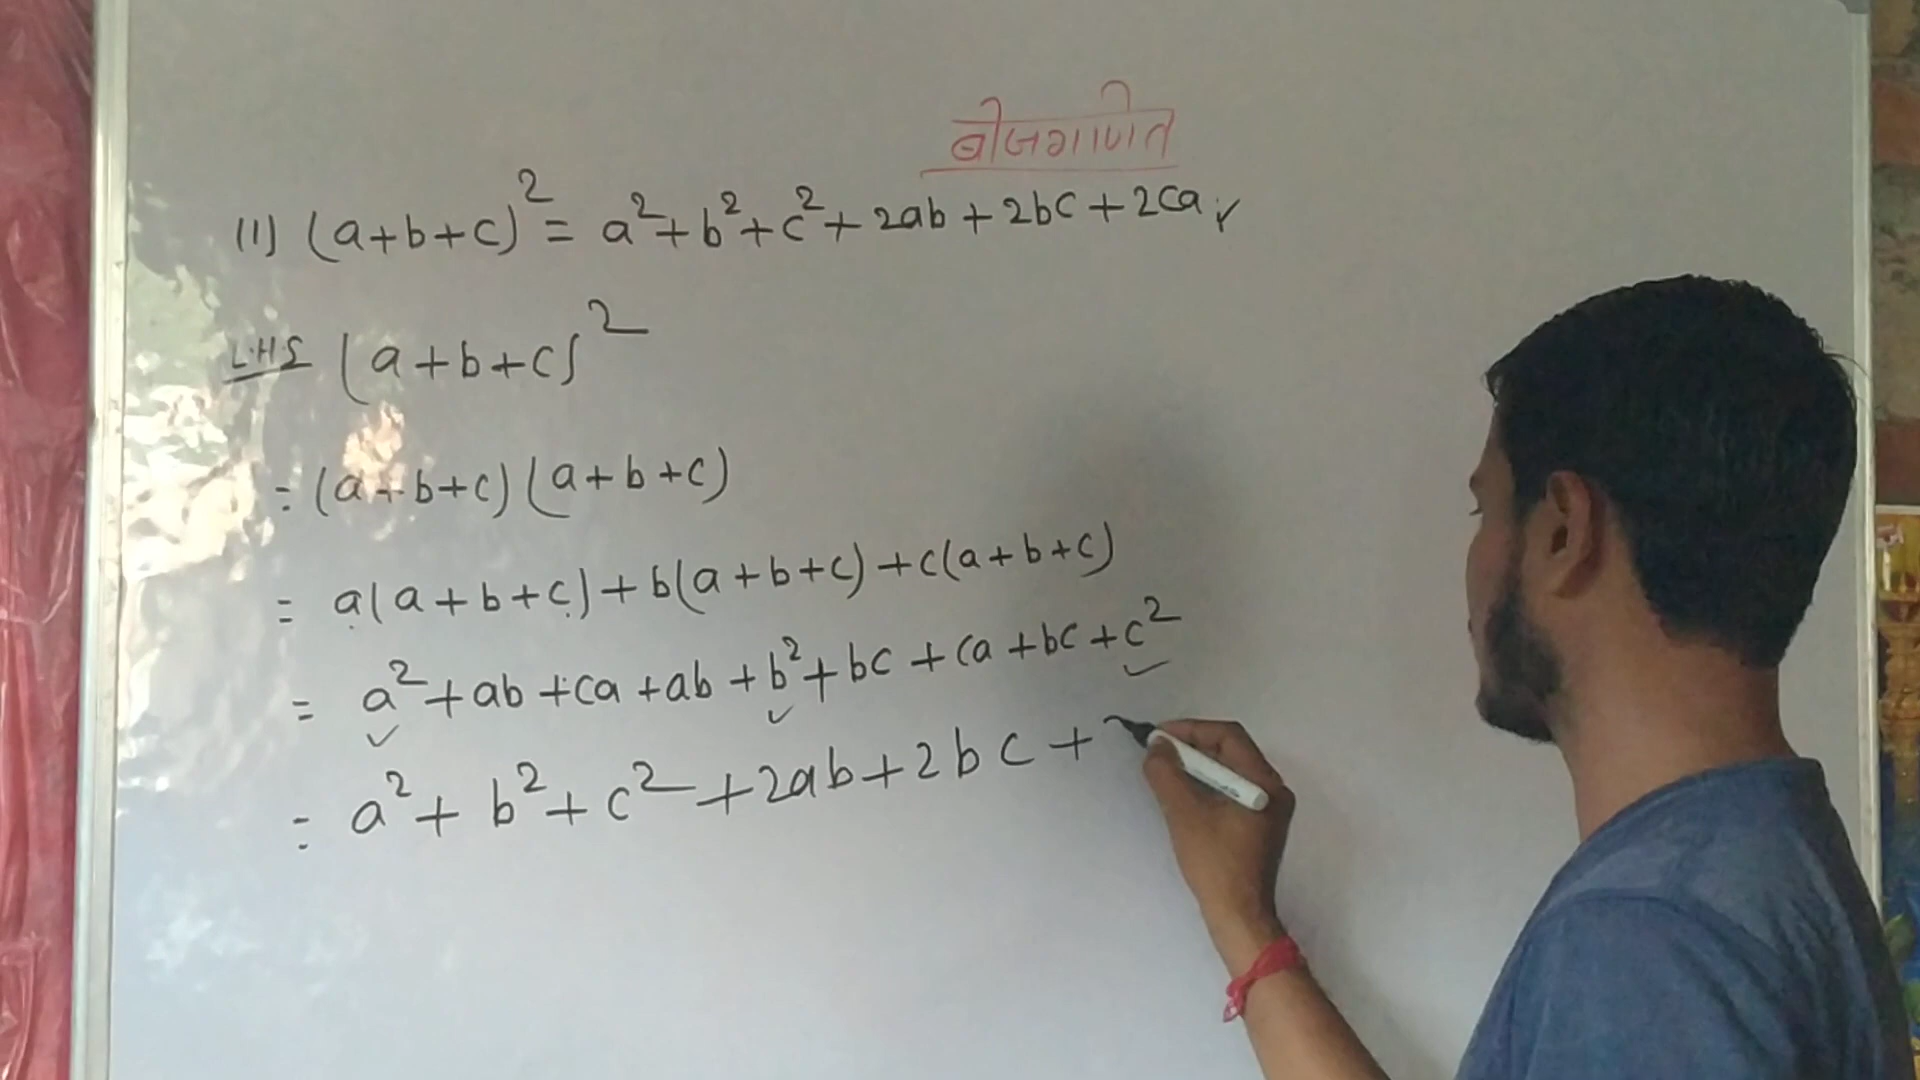 बीजगणित
(11) (a+b+c)² = a²+b²+c²+2ab+2bc+2ca
L.H.S (a+b+c)²
= (a+b+c)(a+b+c)
= a(a+b+c)+b(a+b+c)+c(a+b+c)
= a²+ab+ca+ab+b²+bc+ca+bc+c²
= a²+b²+c²+2ab+2bc+